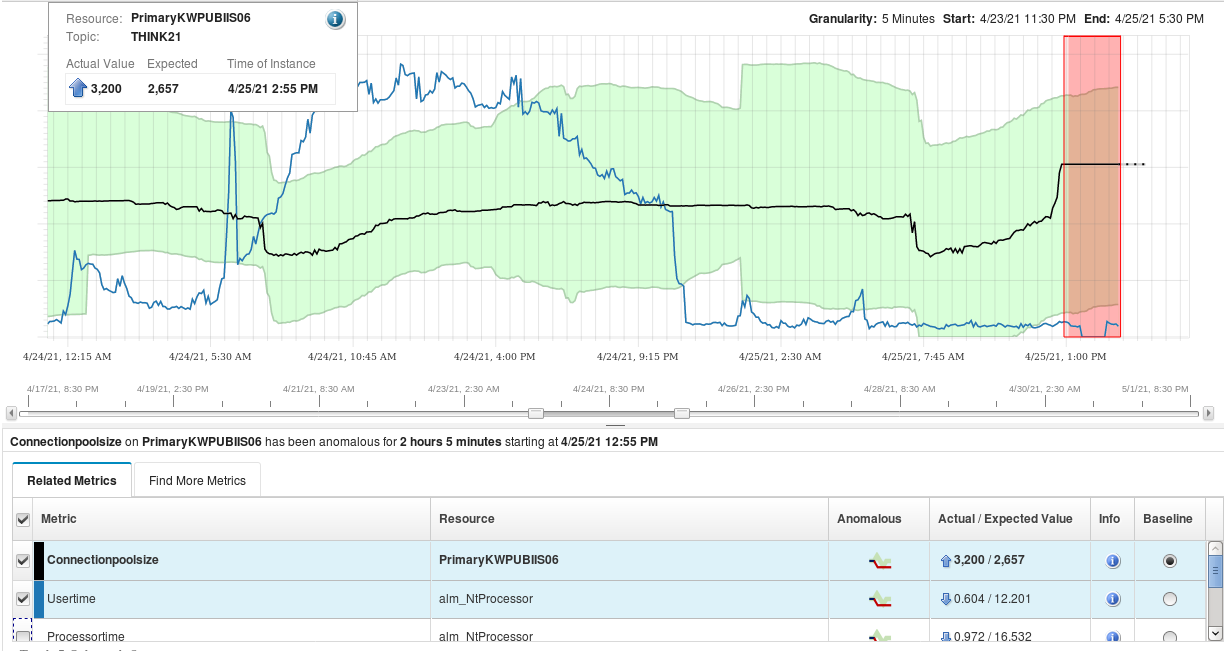 Resource: PrimaryKWPUBIIS06
Topic: THINK21
Actual Value Expected Time of Instance
3,200 2,657 4/25/21 2:55 PM
Granularity: 5 Minutes Start: 4/23/21 11:30 PM End: 4/25/21 5:30 PM
4/24/21, 12:15 AM 4/24/21, 5:30 AM 4/24/21, 10:45 AM 4/24/21, 4:00 PM 4/24/21, 9:15 PM 4/25/21, 2:30 AM 4/25/21, 7:45 AM 4/25/21, 1:00 PM
4/17/21, 8:30 PM 4/19/21, 2:30 PM 4/21/21, 8:30 AM 4/23/21, 2:30 AM 4/24/21, 8:30 PM 4/26/21, 2:30 PM 4/28/21, 8:30 AM 4/30/21, 2:30 AM 5/1/21, 8:30 PM
Connectionpoolsize on PrimaryKWPUBIIS06 has been anomalous for 2 hours 5 minutes starting at 4/25/21 12:55 PM
Related Metrics Find More Metrics
Metric Resource Anomalous Actual / Expected Value Info Baseline
Connectionpoolsize PrimaryKWPUBIIS06 3,200 / 2,657
Usertime alm_NtProcessor 0.604 / 12.201
Processortime alm_NtProcessor 0.972 / 16.532